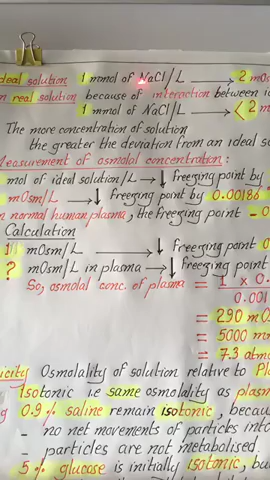 deal solution 1 mmol of NaCl/L → 2 mOs
n real solution because of interaction between i
1 mmol of NaCl/L → < 2 m
The more concentration of solution
the greater the deviation from an ideal s
easurement of osmolal concentration:
mol of ideal solution/L → ↓ freezing point by
mOsm/L → ↓ freezing point by 0.00186
n normal human plasma, the freezing point - 0
Calculation
1 mOsm/L → ↓ freezing point 0
? mOsm/L in plasma → ↓ freezing point
So, osmolal conc. of plasma = 1 x 0.
0.001
= 290 mO
= 5000 m
= 7.3 atm
icity Osmolality of solution relative to Pl
Isotonic ie same osmolality as plasm
g 0.9 % saline remain isotonic, becau
- no net movements of particles into
- particles are not metabolised.
5 % glucose is initially isotonic, but